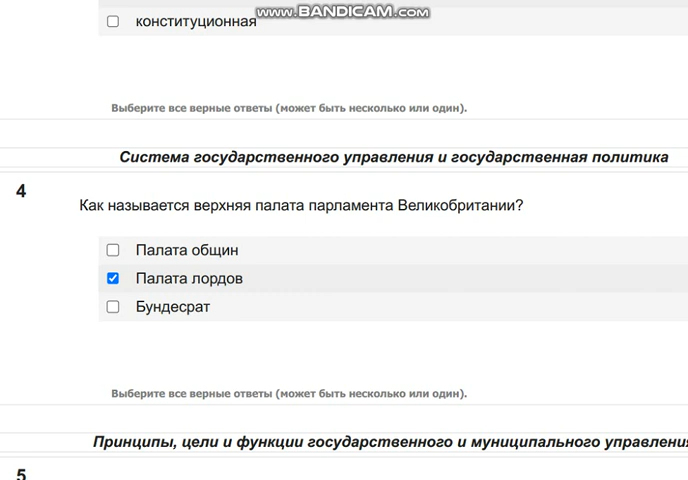 www.BANDICAM.com
конституционная
Выберите все верные ответы (может быть несколько или один).
Система государственного управления и государственная политика
4
Как называется верхняя палата парламента Великобритании?
Палата общин
Палата лордов
Бундесрат
Выберите все верные ответы (может быть несколько или один).
Принципы, цели и функции государственного и муниципального управления
5